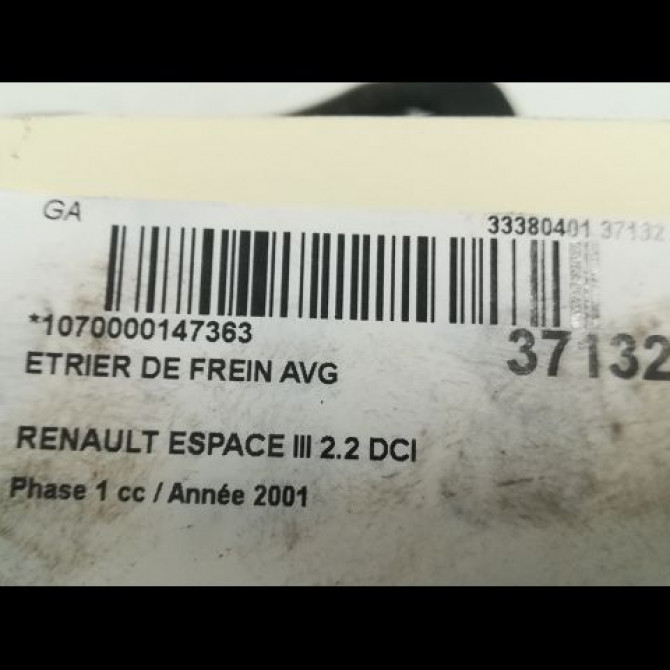 GA
33380401 37132
*1070000147363
37132
ETRIER DE FREIN AVG
RENAULT ESPACE III 2.2 DCI
Phase 1 cc / Année 2001